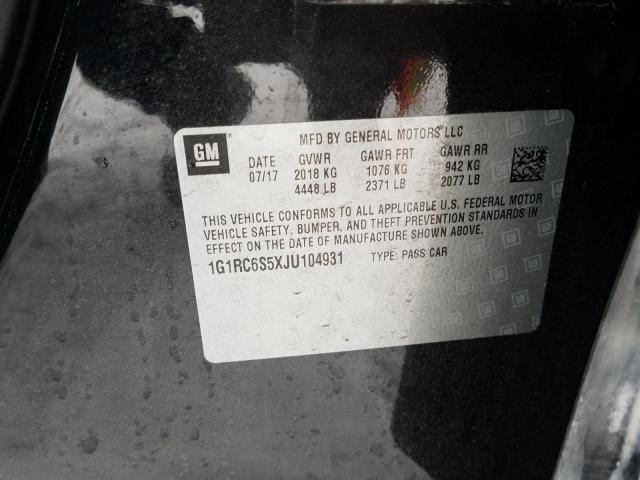 GM
MFD BY GENERAL MOTORS LLC
DATE GVWR GAWR FRT GAWR RR
07/17 2018 KG 1076 KG 942 KG
4448 LB 2371 LB 2077 LB
THIS VEHICLE CONFORMS TO ALL APPLICABLE U.S. FEDERAL MOTOR
VEHICLE SAFETY, BUMPER, AND THEFT PREVENTION STANDARDS IN
EFFECT ON THE DATE OF MANUFACTURE SHOWN ABOVE.
1G1RC6S5XJU104931 TYPE: PASS CAR